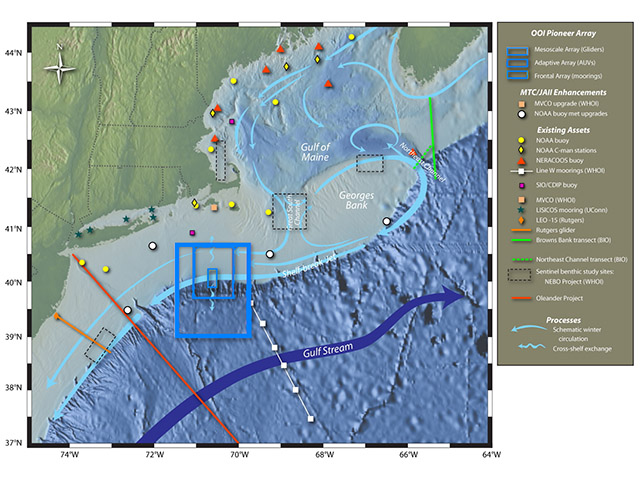 44°N
43°N
42°N
41°N
40°N
39°N
38°N
37°N
74°W
72°W
70°W
68°W
66°W
64°W
N
Gulf of
Maine
Northeast Channel
Georges
Bank
Great South
Channel
Shelf-break Jet
Gulf Stream
OOI Pioneer Array
Mesoscale Array (Gliders)
Adaptive Array (AUVs)
Frontal Array (moorings)
MTC/JAII Enhancements
MVCO upgrade (WHOI)
NOAA buoy met upgrades
Existing Assets
NOAA buoy
NOAA C-man stations
NERACOOS buoy
Line W moorings (WHOI)
SIO/CDIP buoy
MVCO (WHOI)
LISICOS mooring (UConn)
LEO -15 (Rutgers)
Rutgers glider
Browns Bank transect (BIO)
Northeast Channel transect (BIO)
Sentinel benthic study sites:
NEBO Project (WHOI)
Oleander Project
Processes
Schematic winter
circulation
Cross-shelf exchange